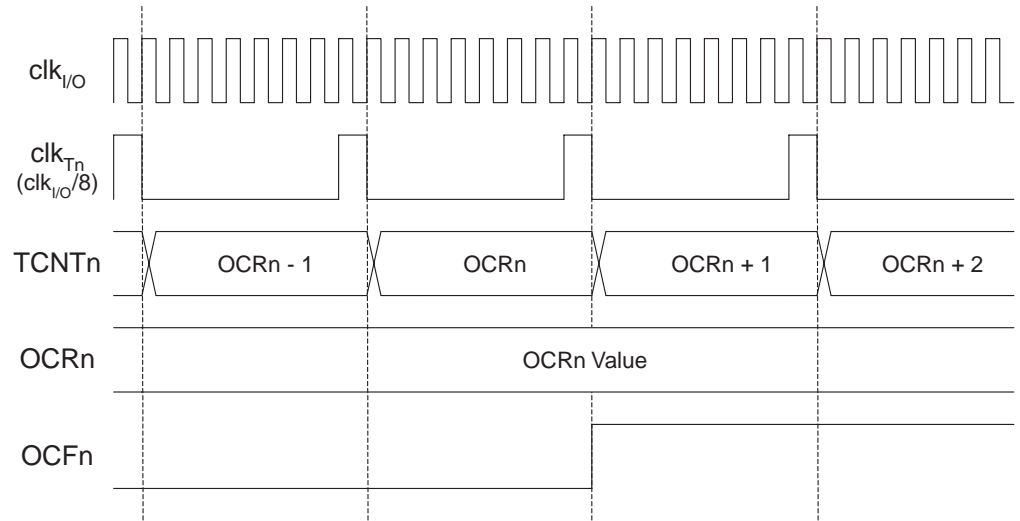 clkI/O
clkTn
(clkI/O/8)
TCNTn
OCRn - 1
OCRn
OCRn + 1
OCRn + 2
OCRn
OCRn Value
OCFn